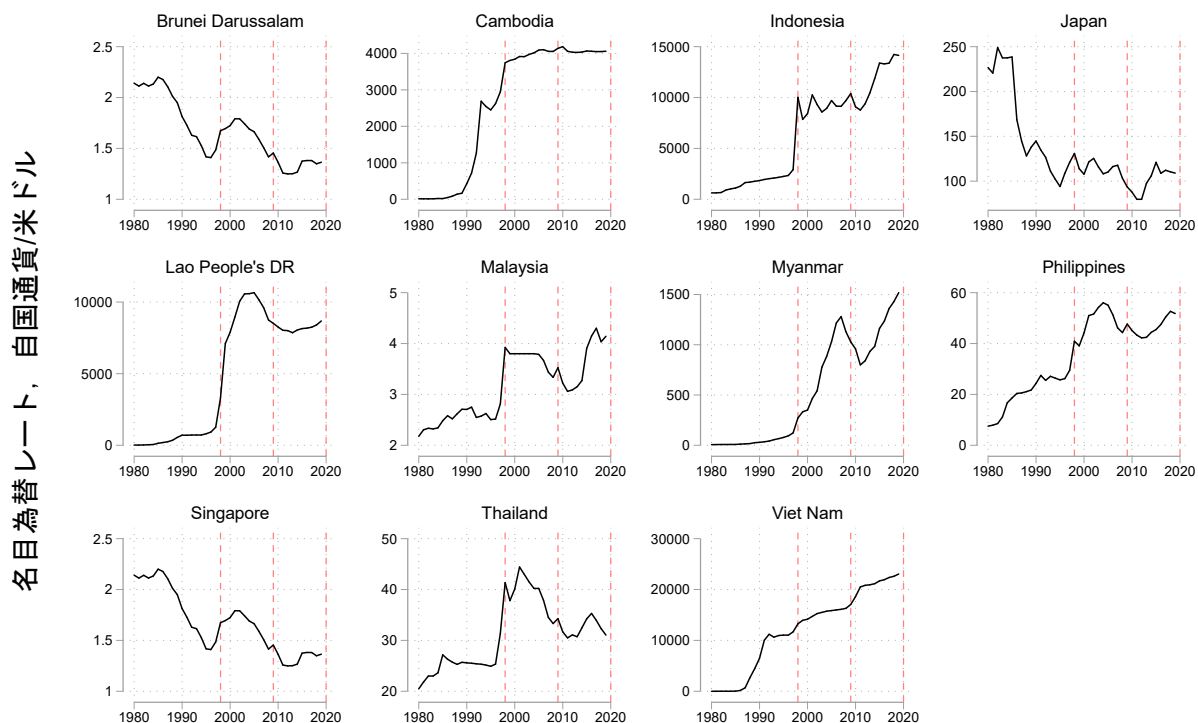 名目為替レート，自国通貨/米ドル
Brunei Darussalam
2.5
2
1.5
1
1980 1990 2000 2010 2020
Cambodia
4000
3000
2000
1000
0
1980 1990 2000 2010 2020
Indonesia
15000
10000
5000
0
1980 1990 2000 2010 2020
Japan
250
200
150
100
1980 1990 2000 2010 2020
Lao People's DR
10000
5000
0
1980 1990 2000 2010 2020
Malaysia
5
4
3
2
1980 1990 2000 2010 2020
Myanmar
1500
1000
500
0
1980 1990 2000 2010 2020
Philippines
60
40
20
0
1980 1990 2000 2010 2020
Singapore
2.5
2
1.5
1
1980 1990 2000 2010 2020
Thailand
50
40
30
20
1980 1990 2000 2010 2020
Viet Nam
30000
20000
10000
0
1980 1990 2000 2010 2020